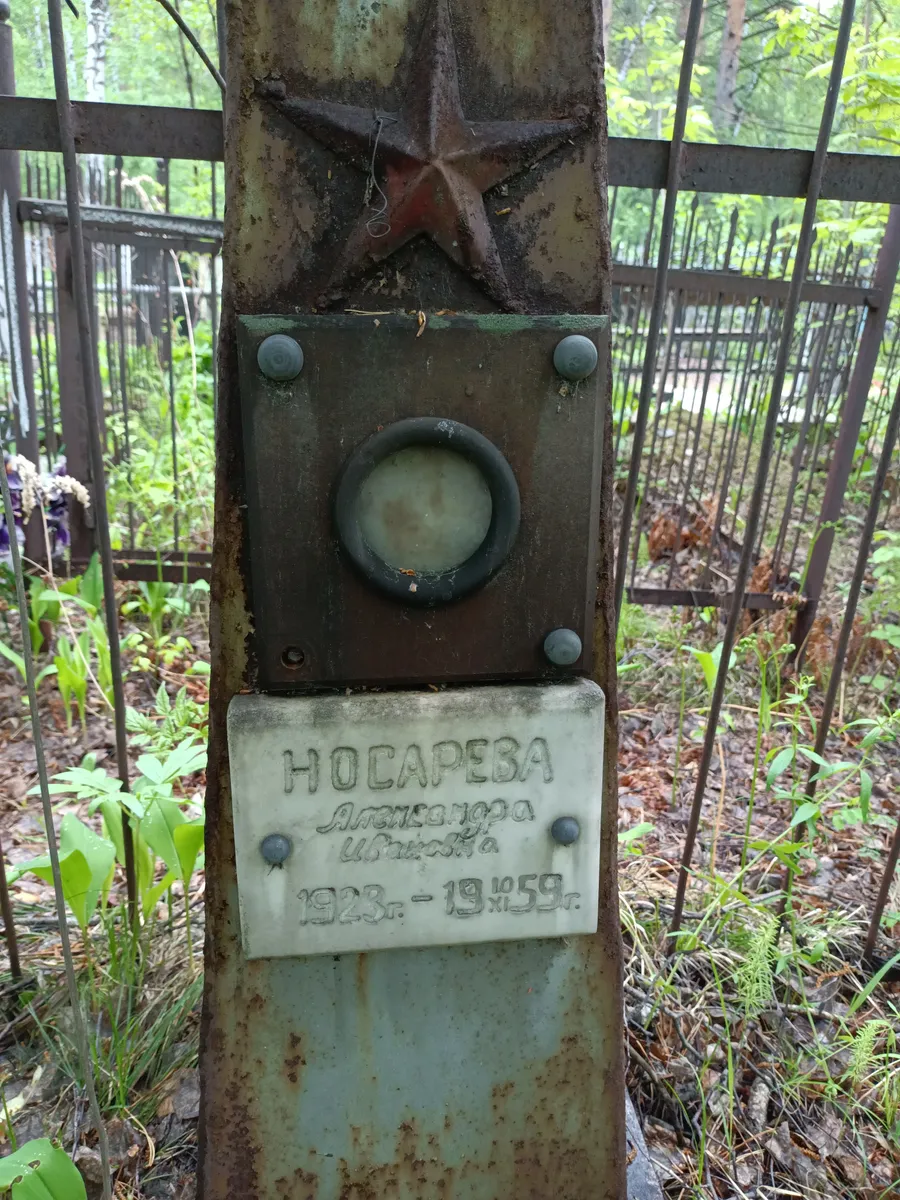 НОСАРЕВА
Александра
Ивановна
1923г. - 19 10/XI 59г.